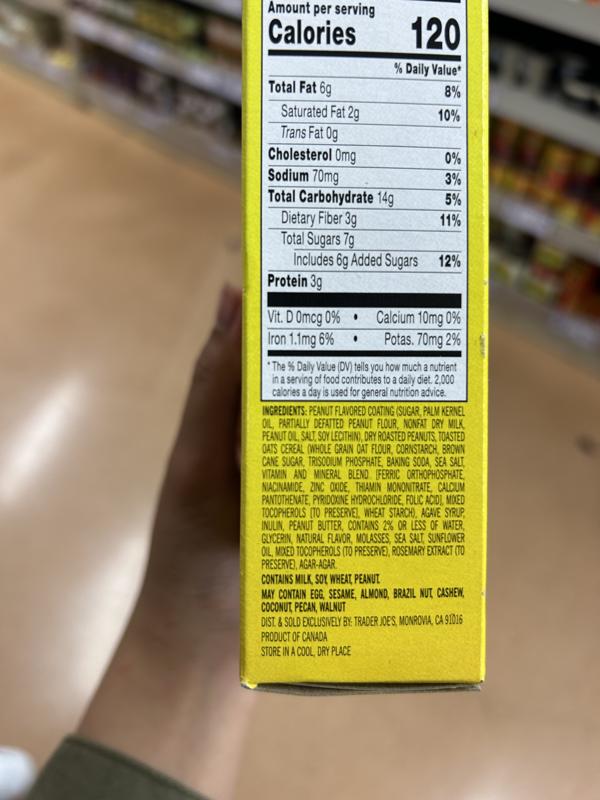 Amount per serving
Calories 120
% Daily Value*
Total Fat 6g 8%
Saturated Fat 2g 10%
Trans Fat 0g
Cholesterol 0mg 0%
Sodium 70mg 3%
Total Carbohydrate 14g 5%
Dietary Fiber 3g 11%
Total Sugars 7g
Includes 6g Added Sugars 12%
Protein 3g
Vit. D 0mcg 0% • Calcium 10mg 0%
Iron 1.1mg 6% • Potas. 70mg 2%
* The % Daily Value (DV) tells you how much a nutrient
in a serving of food contributes to a daily diet. 2,000
calories a day is used for general nutrition advice.
INGREDIENTS: PEANUT FLAVORED COATING (SUGAR, PALM KERNEL
OIL, PARTIALLY DEFATTED PEANUT FLOUR, NONFAT DRY MILK,
PEANUT OIL, SALT, SOY LECITHIN), DRY ROASTED PEANUTS, TOASTED
OATS CEREAL (WHOLE GRAIN OAT FLOUR, CORNSTARCH, BROWN
CANE SUGAR, TRISODIUM PHOSPHATE, BAKING SODA, SEA SALT,
VITAMIN AND MINERAL BLEND [FERRIC ORTHOPHOSPHATE,
NIACINAMIDE, ZINC OXIDE, THIAMIN MONONITRATE, CALCIUM
PANTOTHENATE, PYRIDOXINE HYDROCHLORIDE, FOLIC ACID], MIXED
TOCOPHEROLS [TO PRESERVE], WHEAT STARCH), AGAVE SYRUP,
INULIN, PEANUT BUTTER, CONTAINS 2% OR LESS OF WATER,
GLYCERIN, NATURAL FLAVOR, MOLASSES, SEA SALT, SUNFLOWER
OIL, MIXED TOCOPHEROLS (TO PRESERVE), ROSEMARY EXTRACT (TO
PRESERVE), AGAR-AGAR.
CONTAINS MILK, SOY, WHEAT, PEANUT.
MAY CONTAIN EGG, SESAME, ALMOND, BRAZIL NUT, CASHEW,
COCONUT, PECAN, WALNUT
DIST. & SOLD EXCLUSIVELY BY: TRADER JOE'S, MONROVIA, CA 91016
PRODUCT OF CANADA
STORE IN A COOL, DRY PLACE